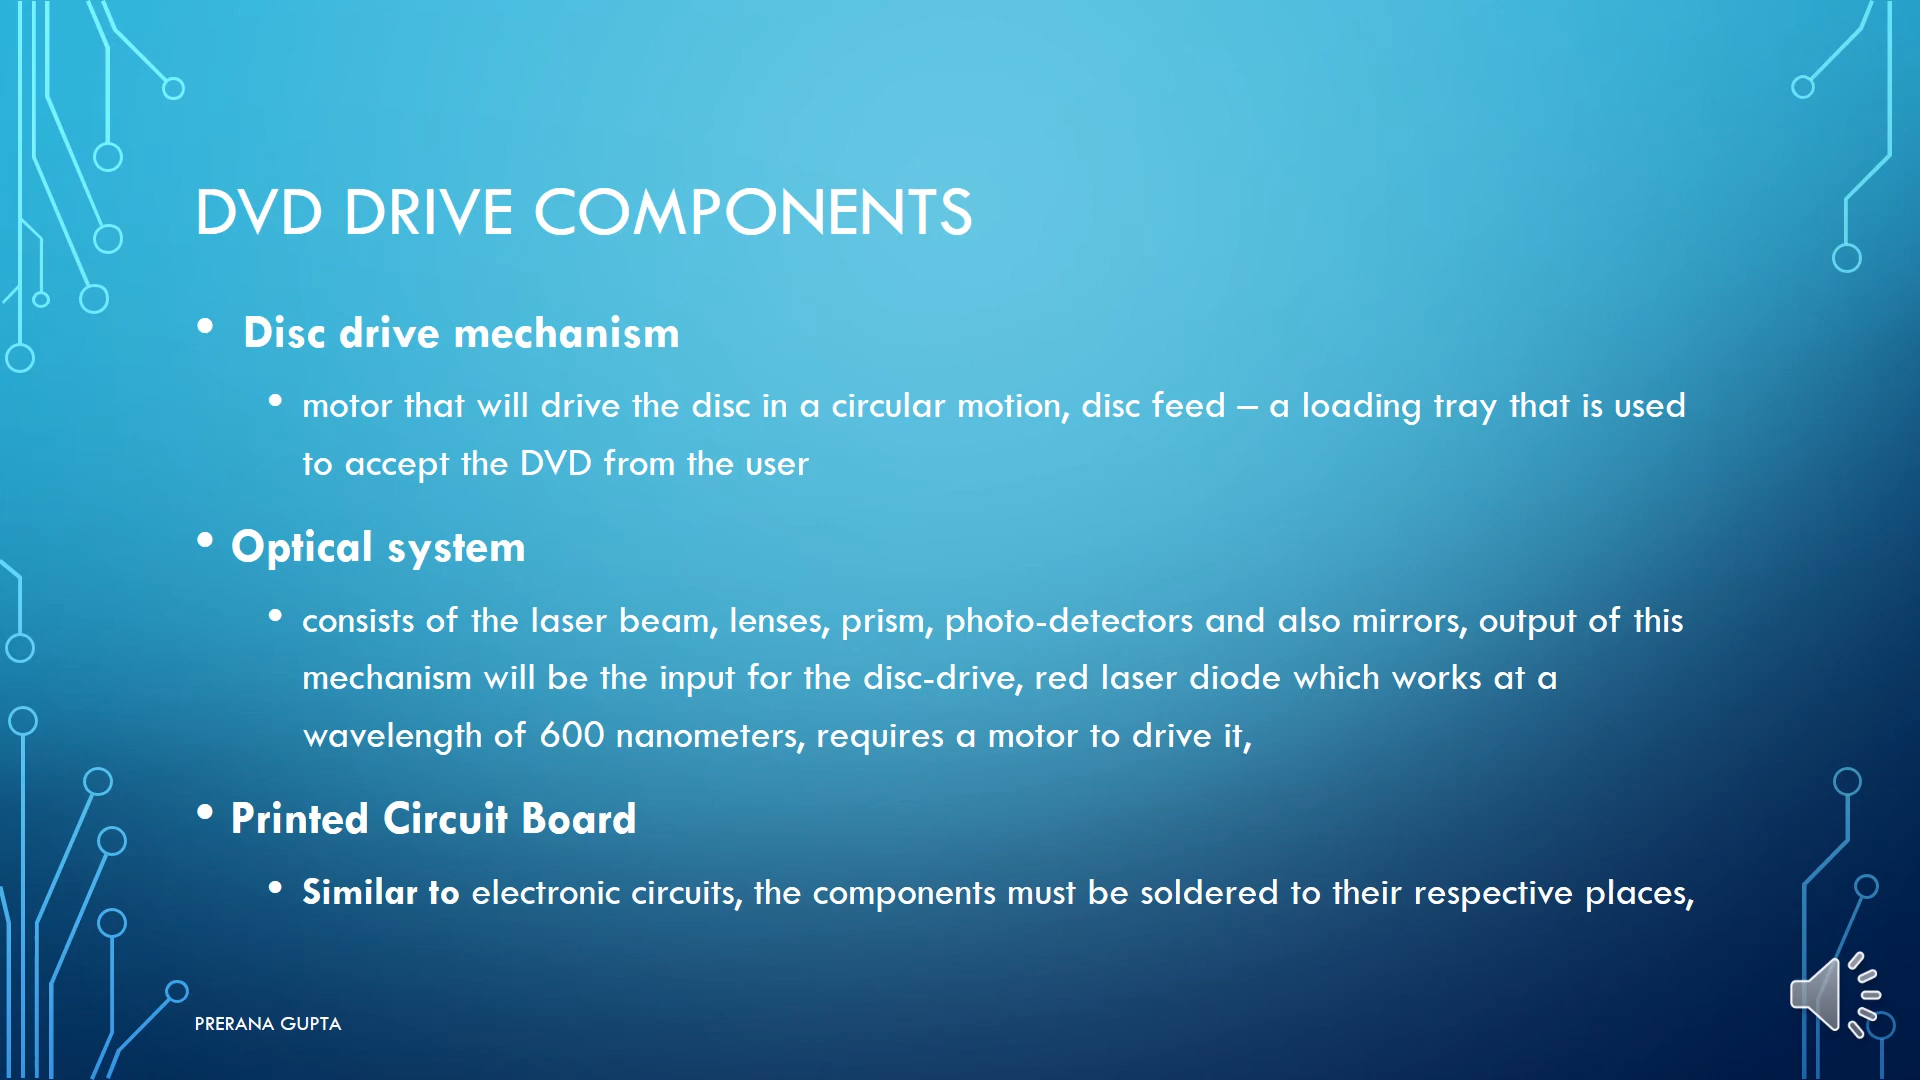 DVD DRIVE COMPONENTS
• Disc drive mechanism
• motor that will drive the disc in a circular motion, disc feed – a loading tray that is used
to accept the DVD from the user
• Optical system
• consists of the laser beam, lenses, prism, photo-detectors and also mirrors, output of this
mechanism will be the input for the disc-drive, red laser diode which works at a
wavelength of 600 nanometers, requires a motor to drive it,
• Printed Circuit Board
• Similar to electronic circuits, the components must be soldered to their respective places,
PRERANA GUPTA